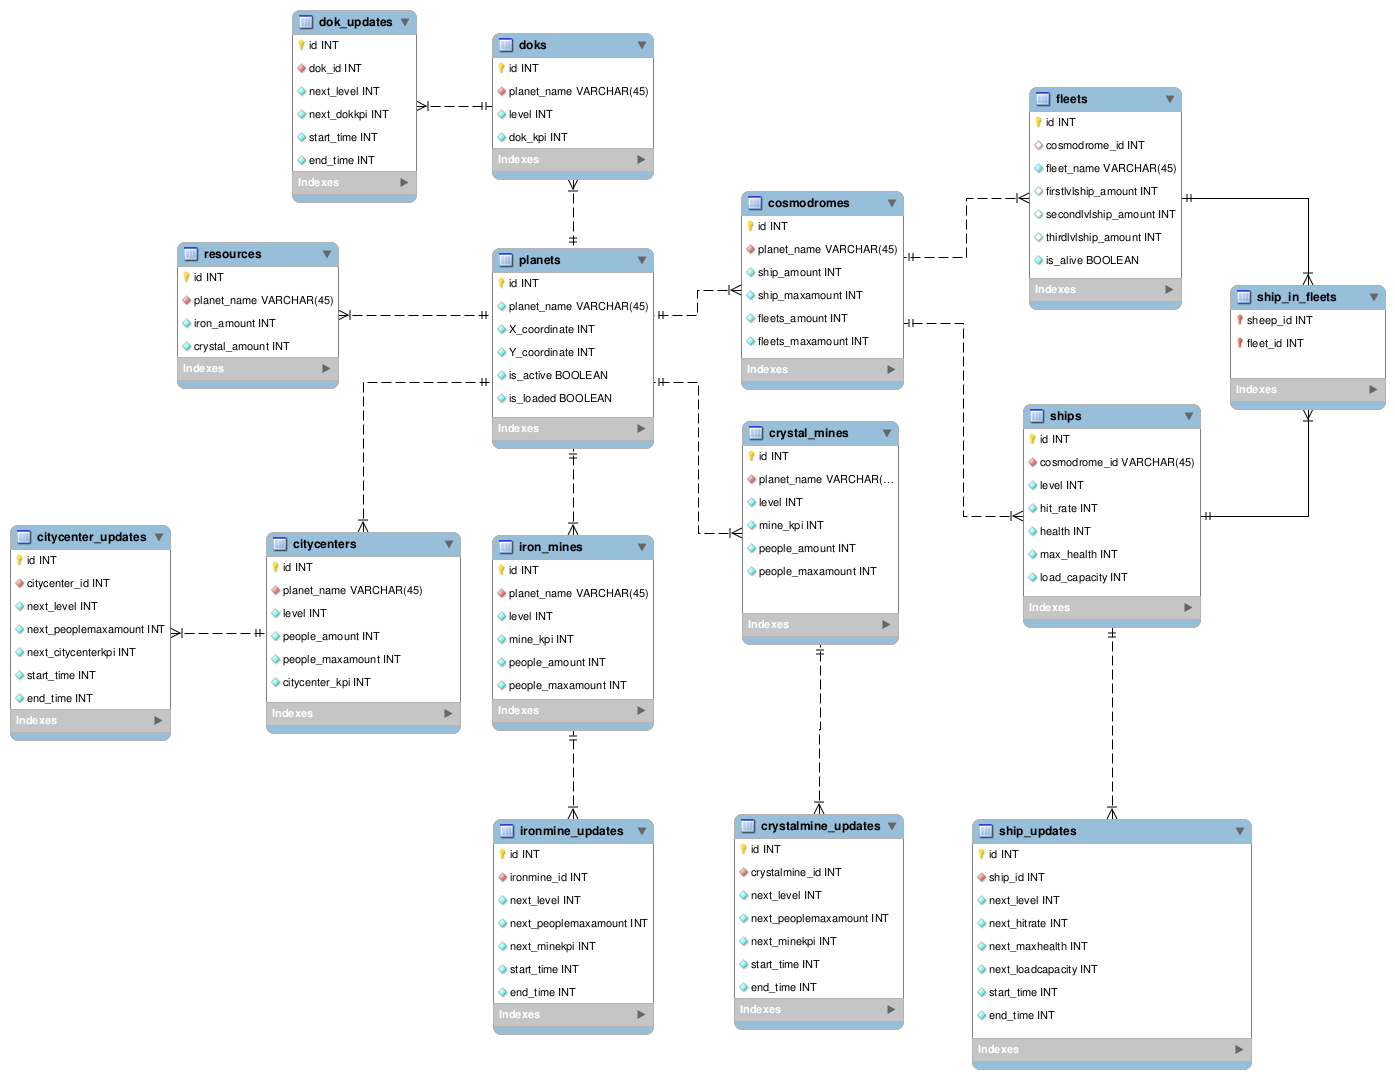 dok_updates
id INT
dok_id INT
next_level INT
next_dokkpi INT
start_time INT
end_time INT
Indexes
doks
id INT
planet_name VARCHAR(45)
level INT
dok_kpi INT
Indexes
fleets
id INT
cosmodrome_id INT
fleet_name VARCHAR(45)
firstlvlship_amount INT
secondlvlship_amount INT
thirdlvlship_amount INT
is_alive BOOLEAN
Indexes
cosmodromes
id INT
planet_name VARCHAR(45)
ship_amount INT
ship_maxamount INT
fleets_amount INT
fleets_maxamount INT
Indexes
resources
id INT
planet_name VARCHAR(45)
iron_amount INT
crystal_amount INT
Indexes
planets
id INT
planet_name VARCHAR(45)
X_coordinate INT
Y_coordinate INT
is_active BOOLEAN
is_loaded BOOLEAN
Indexes
ship_in_fleets
sheep_id INT
fleet_id INT
Indexes
ships
id INT
cosmodrome_id VARCHAR(45)
level INT
hit_rate INT
health INT
max_health INT
load_capacity INT
Indexes
crystal_mines
id INT
planet_name VARCHAR(...
level INT
mine_kpi INT
people_amount INT
people_maxamount INT
Indexes
citycenter_updates
id INT
citycenter_id INT
next_level INT
next_peoplemaxamount INT
next_citycenterkpi INT
start_time INT
end_time INT
Indexes
citycenters
id INT
planet_name VARCHAR(45)
level INT
people_amount INT
people_maxamount INT
citycenter_kpi INT
Indexes
iron_mines
id INT
planet_name VARCHAR(45)
level INT
mine_kpi INT
people_amount INT
people_maxamount INT
Indexes
ironmine_updates
id INT
ironmine_id INT
next_level INT
next_peoplemaxamount INT
next_minekpi INT
start_time INT
end_time INT
Indexes
crystalmine_updates
id INT
crystalmine_id INT
next_level INT
next_peoplemaxamount INT
next_minekpi INT
start_time INT
end_time INT
Indexes
ship_updates
id INT
ship_id INT
next_level INT
next_hitrate INT
next_maxhealth INT
next_loadcapacity INT
start_time INT
end_time INT
Indexes